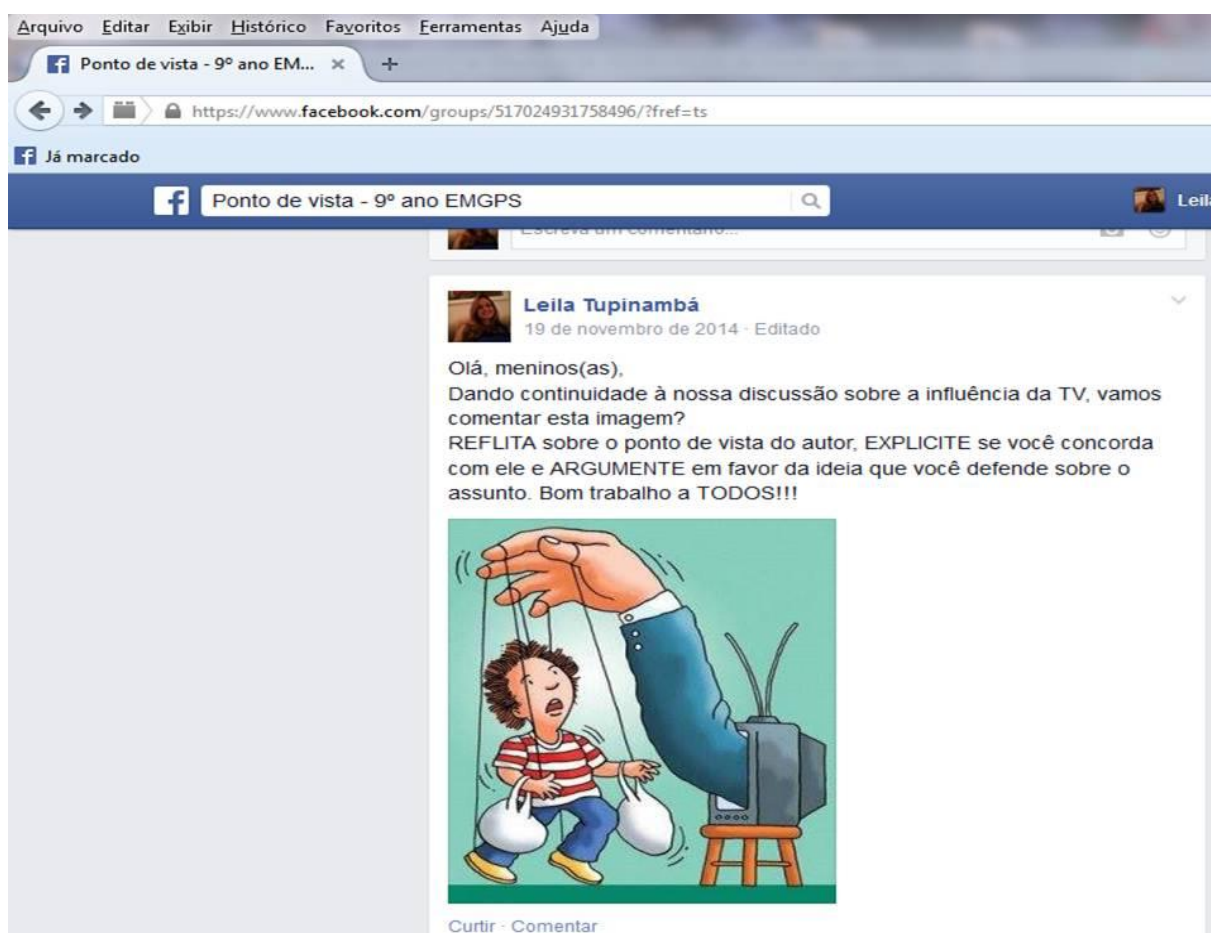 Arquivo Editar Exibir Histórico Favoritos Ferramentas Ajuda
Ponto de vista - 9º ano EM... × +
https://www.facebook.com/groups/517024931758496/?fref=ts
Já marcado
Ponto de vista - 9º ano EMGPS
Escreva um comentário...
Leila Tupinambá
19 de novembro de 2014 · Editado
Olá, meninos(as),
Dando continuidade à nossa discussão sobre a influência da TV, vamos
comentar esta imagem?
REFLITA sobre o ponto de vista do autor, EXPLICITE se você concorda
com ele e ARGUMENTE em favor da ideia que você defende sobre o
assunto. Bom trabalho a TODOS!!!
Curtir · Comentar